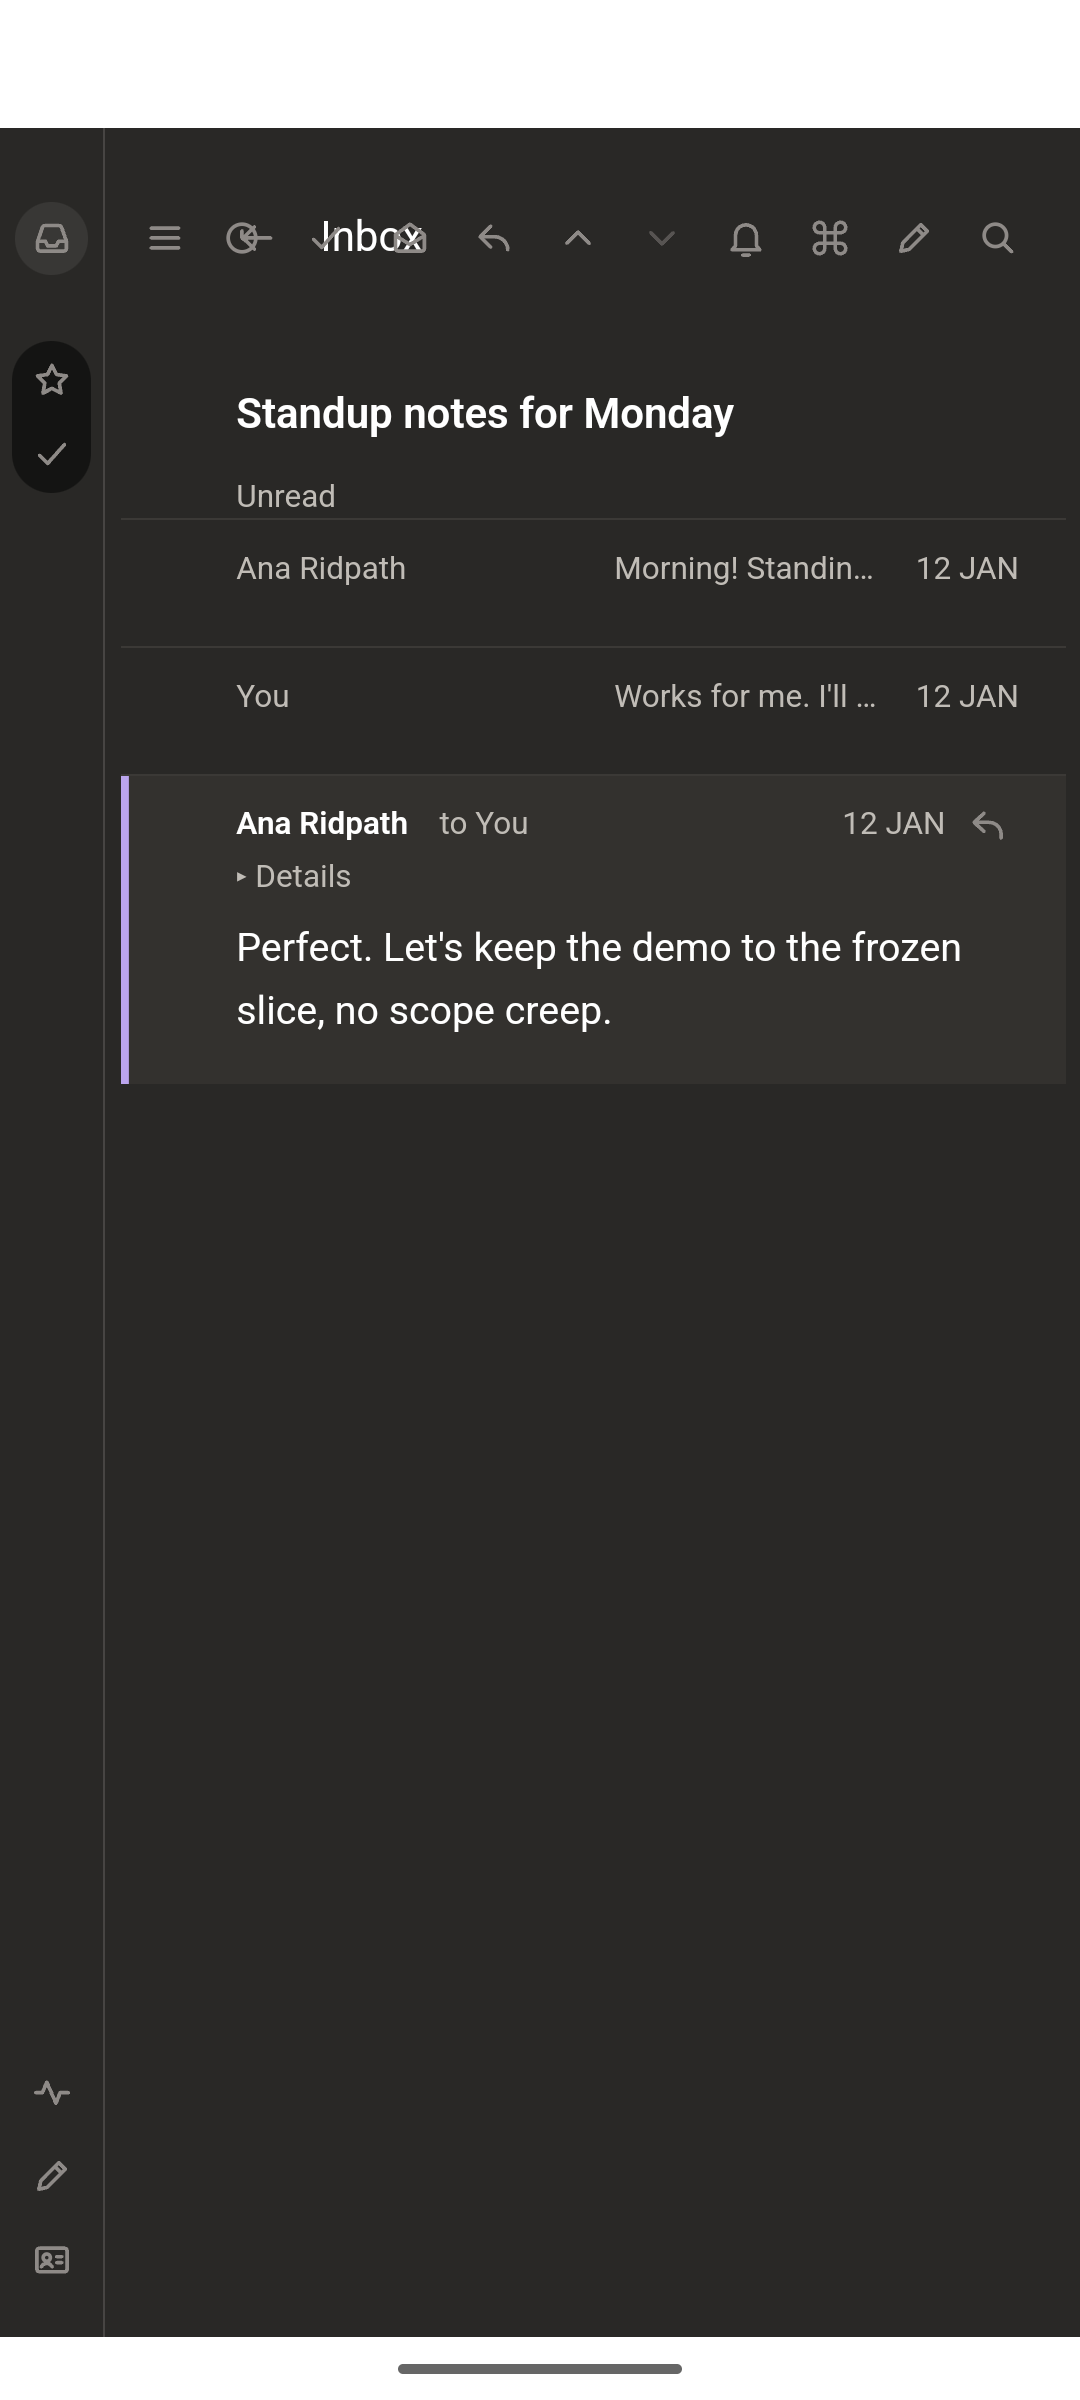 Inbox
Standup notes for Monday
Unread
Ana Ridpath Morning! Standin… 12 JAN
You Works for me. I'll … 12 JAN
Ana Ridpath to You 12 JAN
▸ Details
Perfect. Let's keep the demo to the frozen
slice, no scope creep.